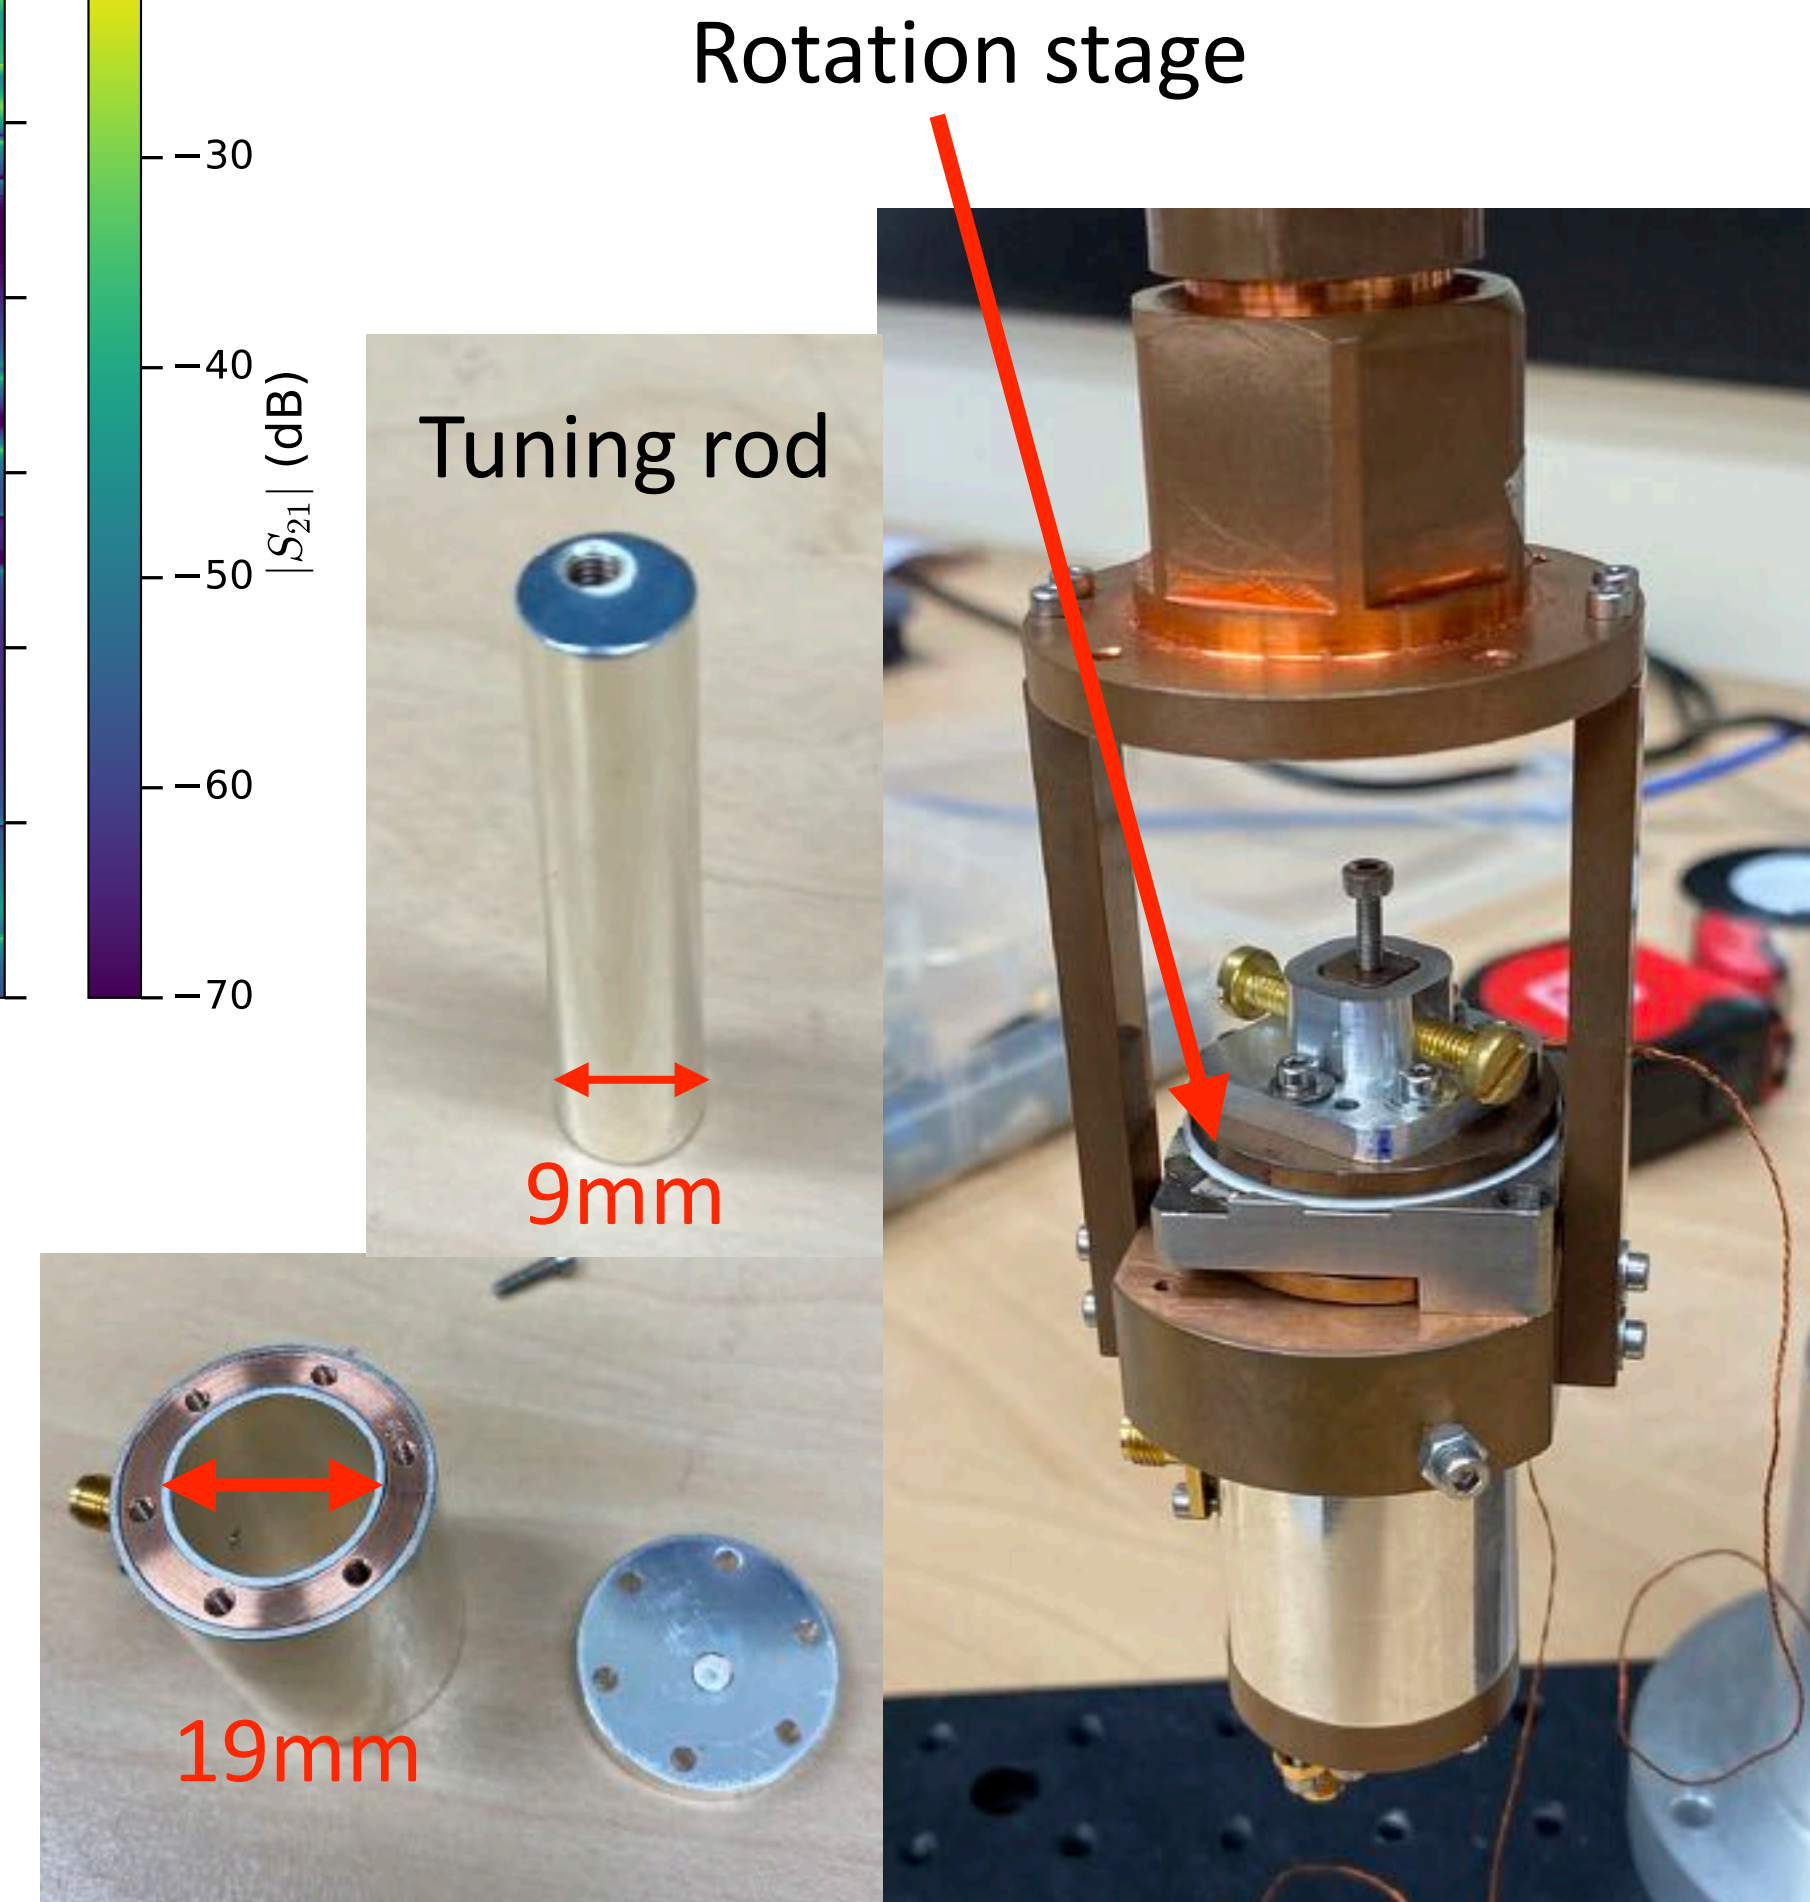 Rotation stage
−30
−40
−50
−60
−70
|S₂₁| (dB)
Tuning rod
9mm
19mm